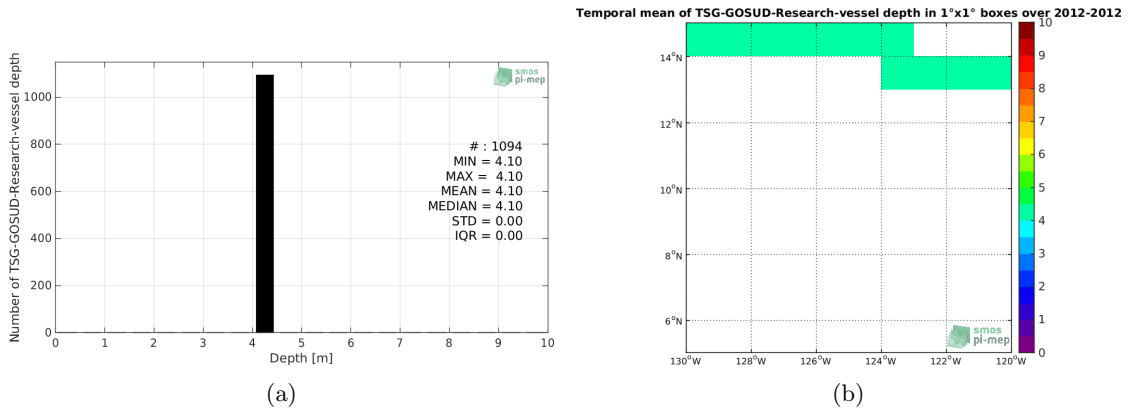 Number of TSG-GOSUD-Research-vessel depth
1000
800
600
400
200
0
# : 1094
MIN = 4.10
MAX = 4.10
MEAN = 4.10
MEDIAN = 4.10
STD = 0.00
IQR = 0.00
smos
pi-mep
0 1 2 3 4 5 6 7 8 9 10
Depth [m]
(a)
Temporal mean of TSG-GOSUD-Research-vessel depth in 1°x1° boxes over 2012-2012
14°N
12°N
10°N
8°N
6°N
130°W 128°W 126°W 124°W 122°W 120°W
smos
pi-mep
10
9
8
7
6
5
4
3
2
1
0
(b)